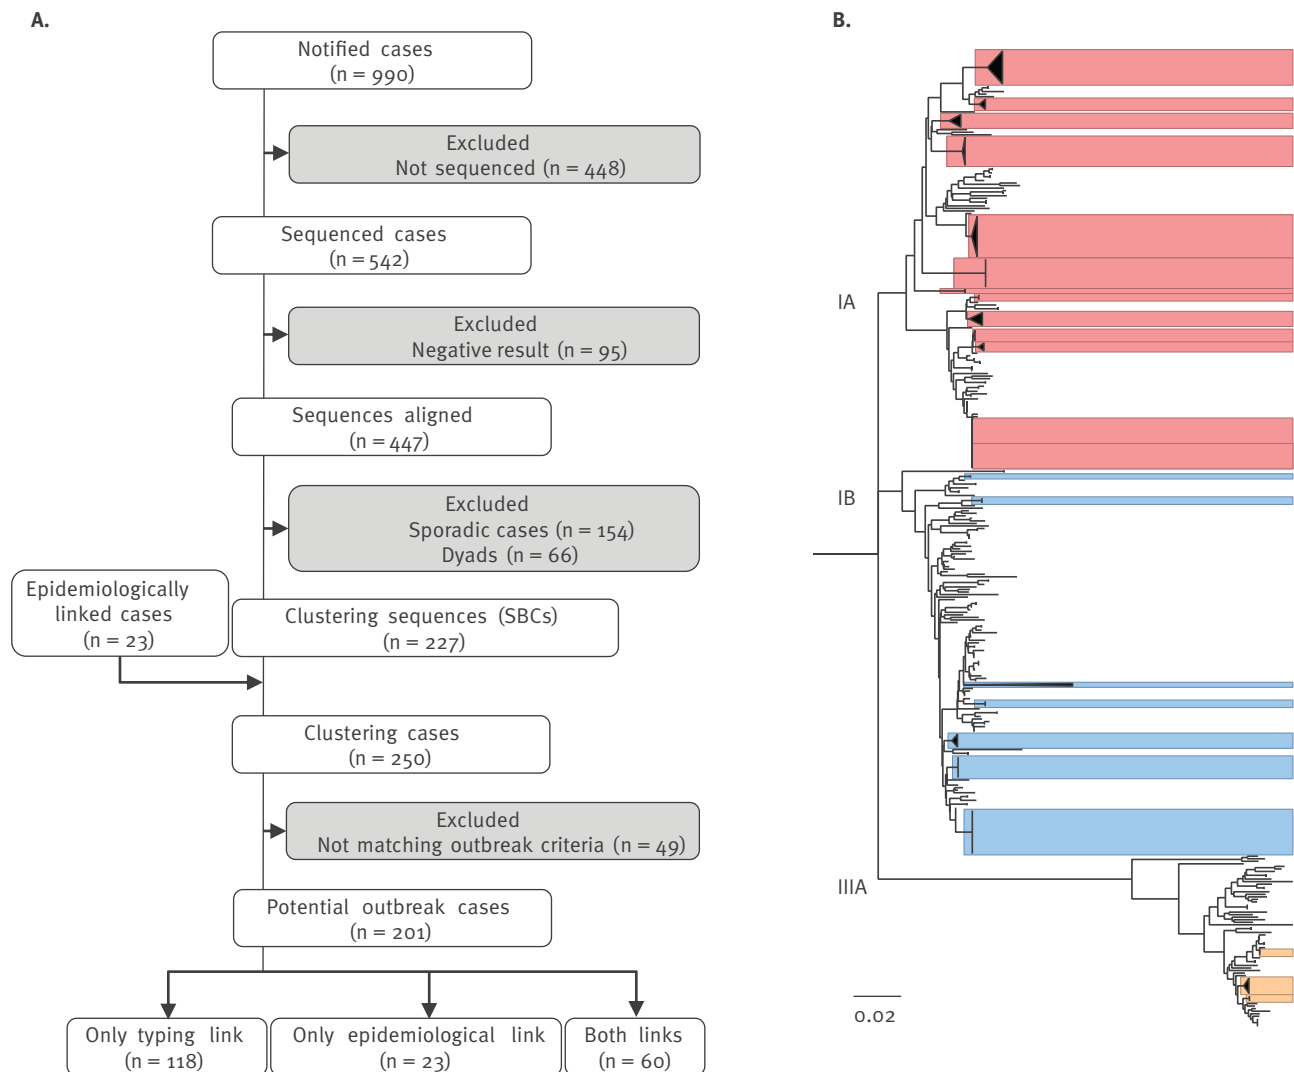 A.
Notified cases
(n = 990)
Excluded
Not sequenced (n = 448)
Sequenced cases
(n = 542)
Excluded
Negative result (n = 95)
Sequences aligned
(n = 447)
Excluded
Sporadic cases (n = 154)
Dyads (n = 66)
Epidemiologically
linked cases
(n = 23)
Clustering sequences (SBCs)
(n = 227)
Clustering cases
(n = 250)
Excluded
Not matching outbreak criteria (n = 49)
Potential outbreak cases
(n = 201)
Only typing link
(n = 118)
Only epidemiological link
(n = 23)
Both links
(n = 60)
B.
IA
IB
IIIA
0.02